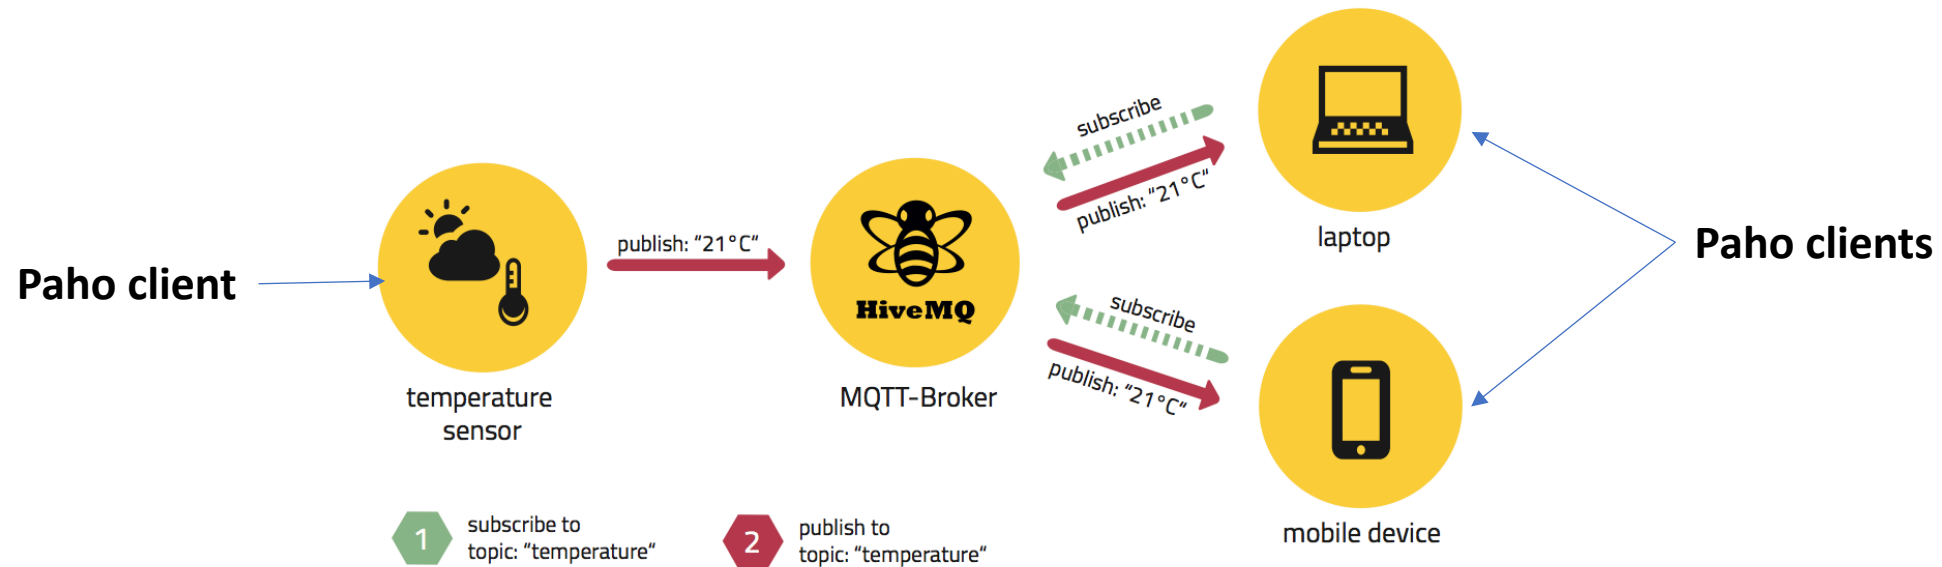 Paho client
temperature
sensor
publish: “21°C“
HiveMQ
MQTT-Broker
subscribe
publish: “21°C“
subscribe
publish: “21°C“
laptop
mobile device
Paho clients
1
subscribe to
topic: “temperature“
2
publish to
topic: “temperature“